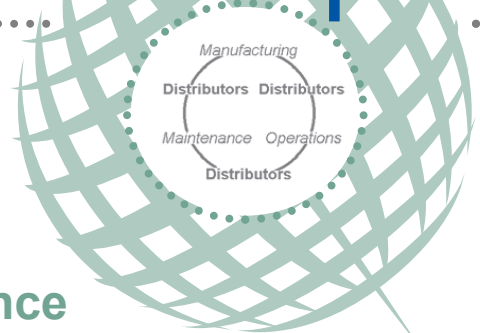 Manufacturing
Distributors Distributors
Maintenance Operations
Distributors
nce